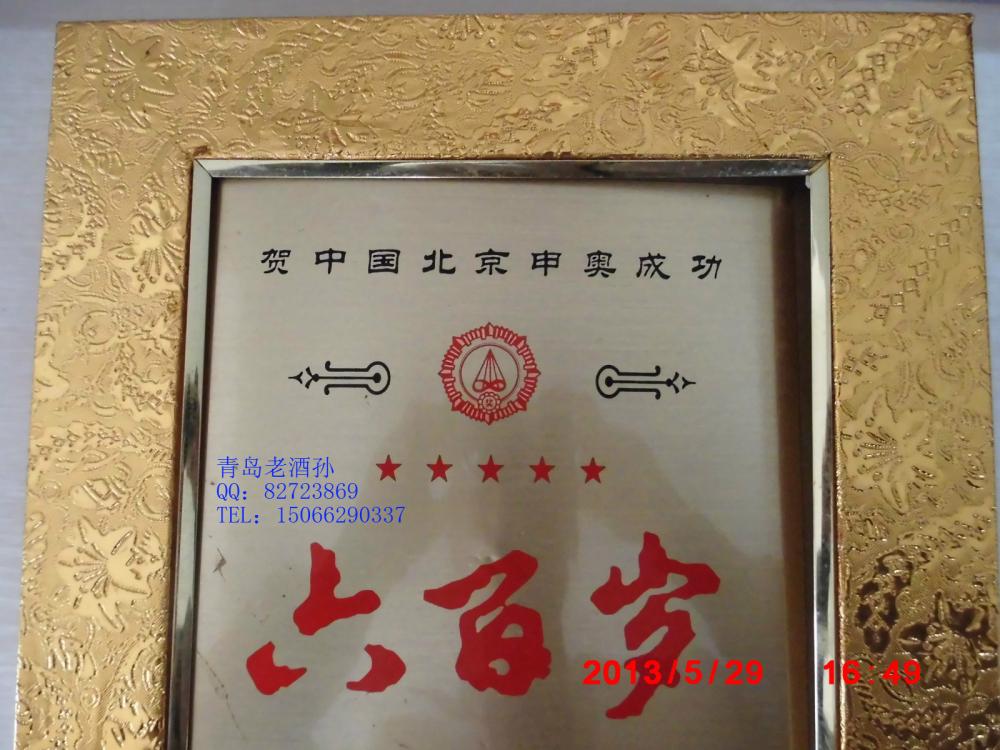 贺中国北京申奥成功
青岛老酒孙
QQ：82723869
TEL：15066290337
六百岁
2013/5/29 16:49